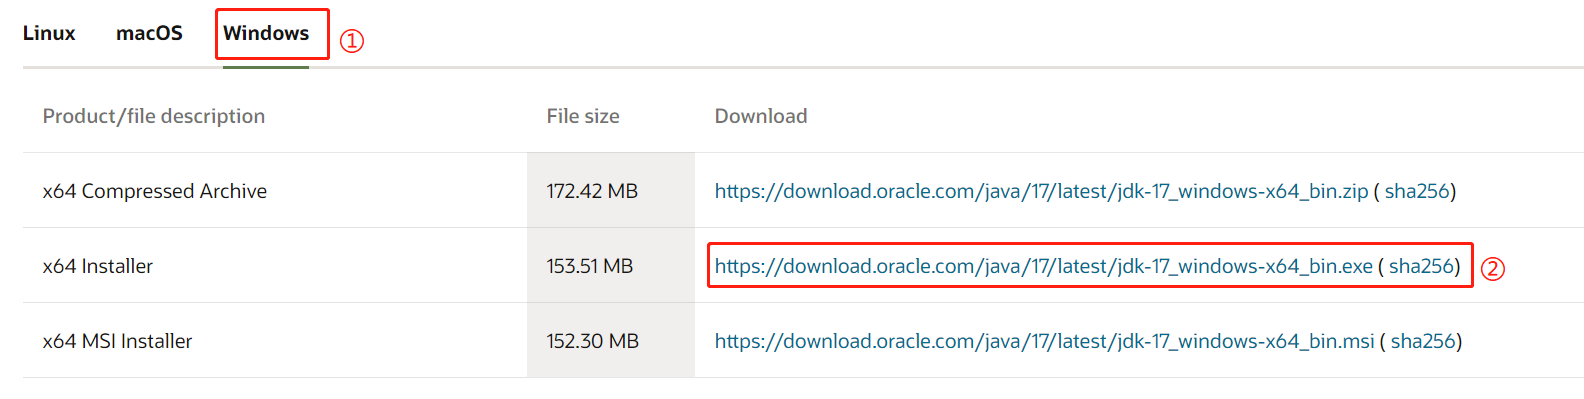 Linux macOS Windows ①
Product/file description File size Download
x64 Compressed Archive 172.42 MB https://download.oracle.com/java/17/latest/jdk-17_windows-x64_bin.zip ( sha256)
x64 Installer 153.51 MB https://download.oracle.com/java/17/latest/jdk-17_windows-x64_bin.exe ( sha256) ②
x64 MSI Installer 152.30 MB https://download.oracle.com/java/17/latest/jdk-17_windows-x64_bin.msi ( sha256)